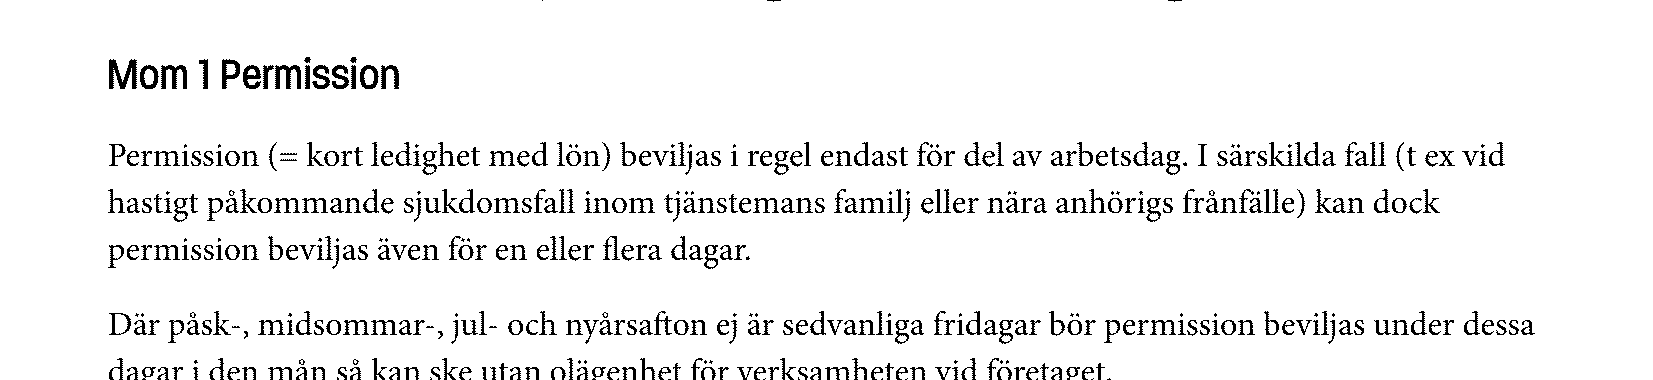 Mom 1 Permission
Permission (= kort ledighet med lön) beviljas i regel endast för del av arbetsdag. I särskilda fall (t ex vid
hastigt påkommande sjukdomsfall inom tjänstemans familj eller nära anhörigs frånfälle) kan dock
permission beviljas även för en eller flera dagar.
Där påsk-, midsommar-, jul- och nyårsafton ej är sedvanliga fridagar bör permission beviljas under dessa
dagar i den mån så kan ske utan olägenhet för verksamheten vid företaget.